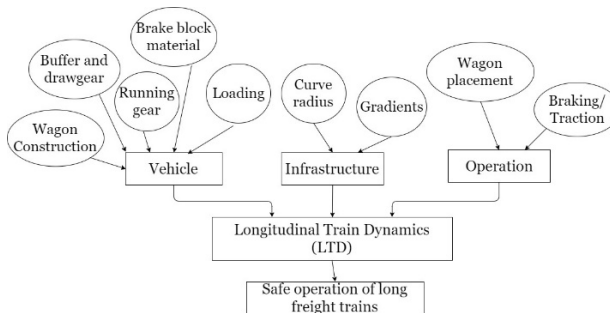 Brake block
material
Buffer and
drawgear
Running
gear
Wagon
Construction
Loading
Curve
radius
Gradients
Wagon
placement
Braking/
Traction
Vehicle
Infrastructure
Operation
Longitudinal Train Dynamics
(LTD)
Safe operation of long
freight trains